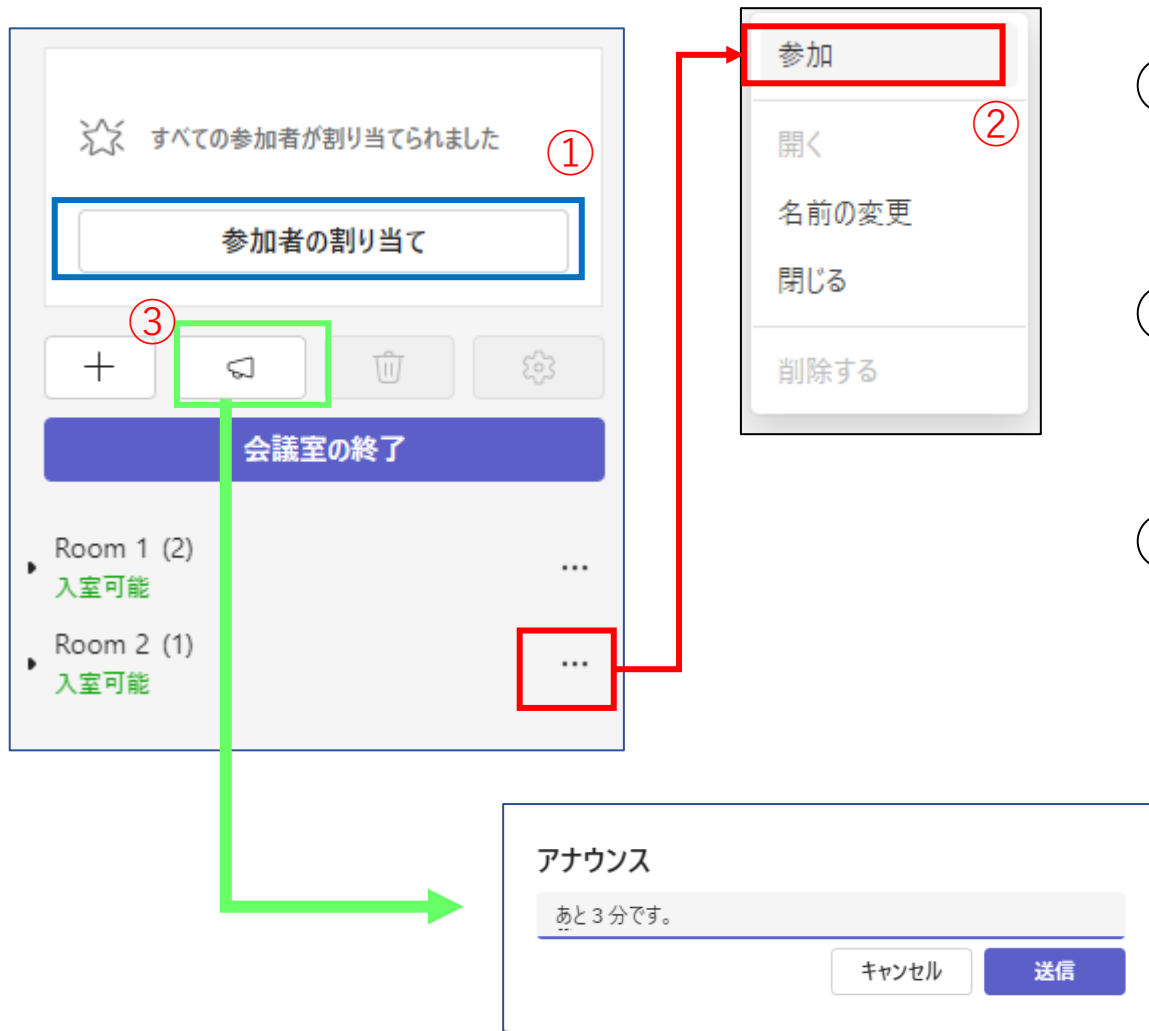 すべての参加者が割り当てられました
①
参加者の割り当て
③
会議室の終了
Room 1 (2)
入室可能
...
Room 2 (1)
入室可能
...
参加
②
開く
名前の変更
閉じる
削除する
アナウンス
あと3分です。
キャンセル
送信